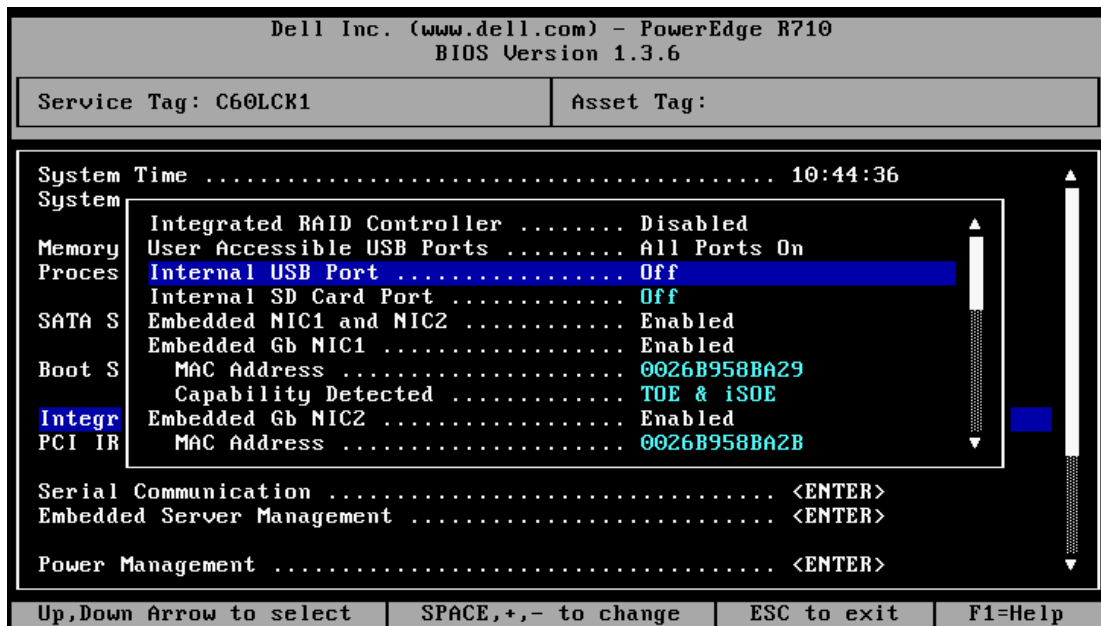 Dell Inc. (www.dell.com) - PowerEdge R710
BIOS Version 1.3.6
Service Tag: C60LCK1
Asset Tag:
System Time .......................................... 10:44:36
System
Integrated RAID Controller ........ Disabled
Memory
User Accessible USB Ports ......... All Ports On
Proces
Internal USB Port ................. Off
Internal SD Card Port ............. Off
SATA S
Embedded NIC1 and NIC2 ............ Enabled
Embedded Gb NIC1 .................. Enabled
Boot S
MAC Address ..................... 0026B958BA29
Capability Detected ............. TOE & iSOE
Integr
Embedded Gb NIC2 .................. Enabled
PCI IR
MAC Address ..................... 0026B958BA2B
Serial Communication ................................. <ENTER>
Embedded Server Management ........................... <ENTER>
Power Management ..................................... <ENTER>
Up,Down Arrow to select
SPACE,+,- to change
ESC to exit
F1=Help